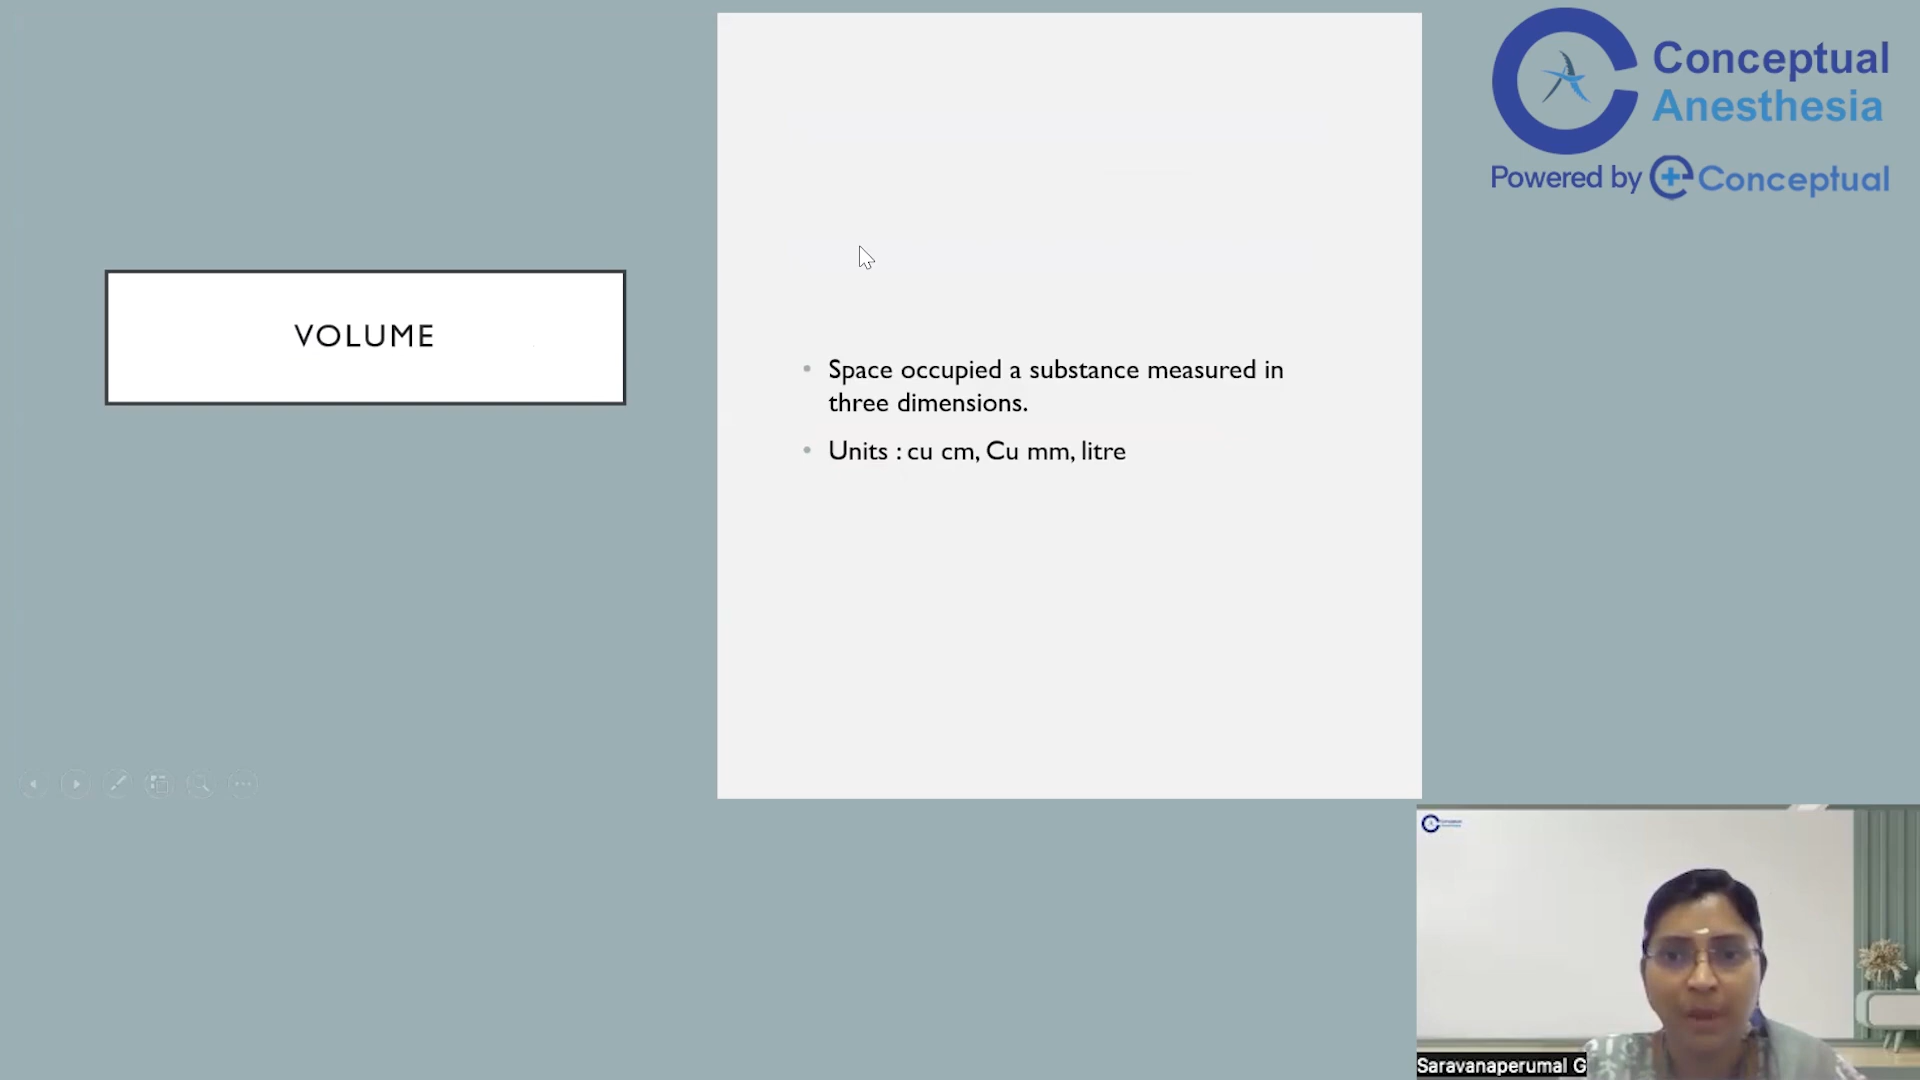 VOLUME
Space occupied a substance measured in
three dimensions.
Units : cu cm, Cu mm, litre
Conceptual
Anesthesia
Powered by Conceptual
Saravanaperumal G